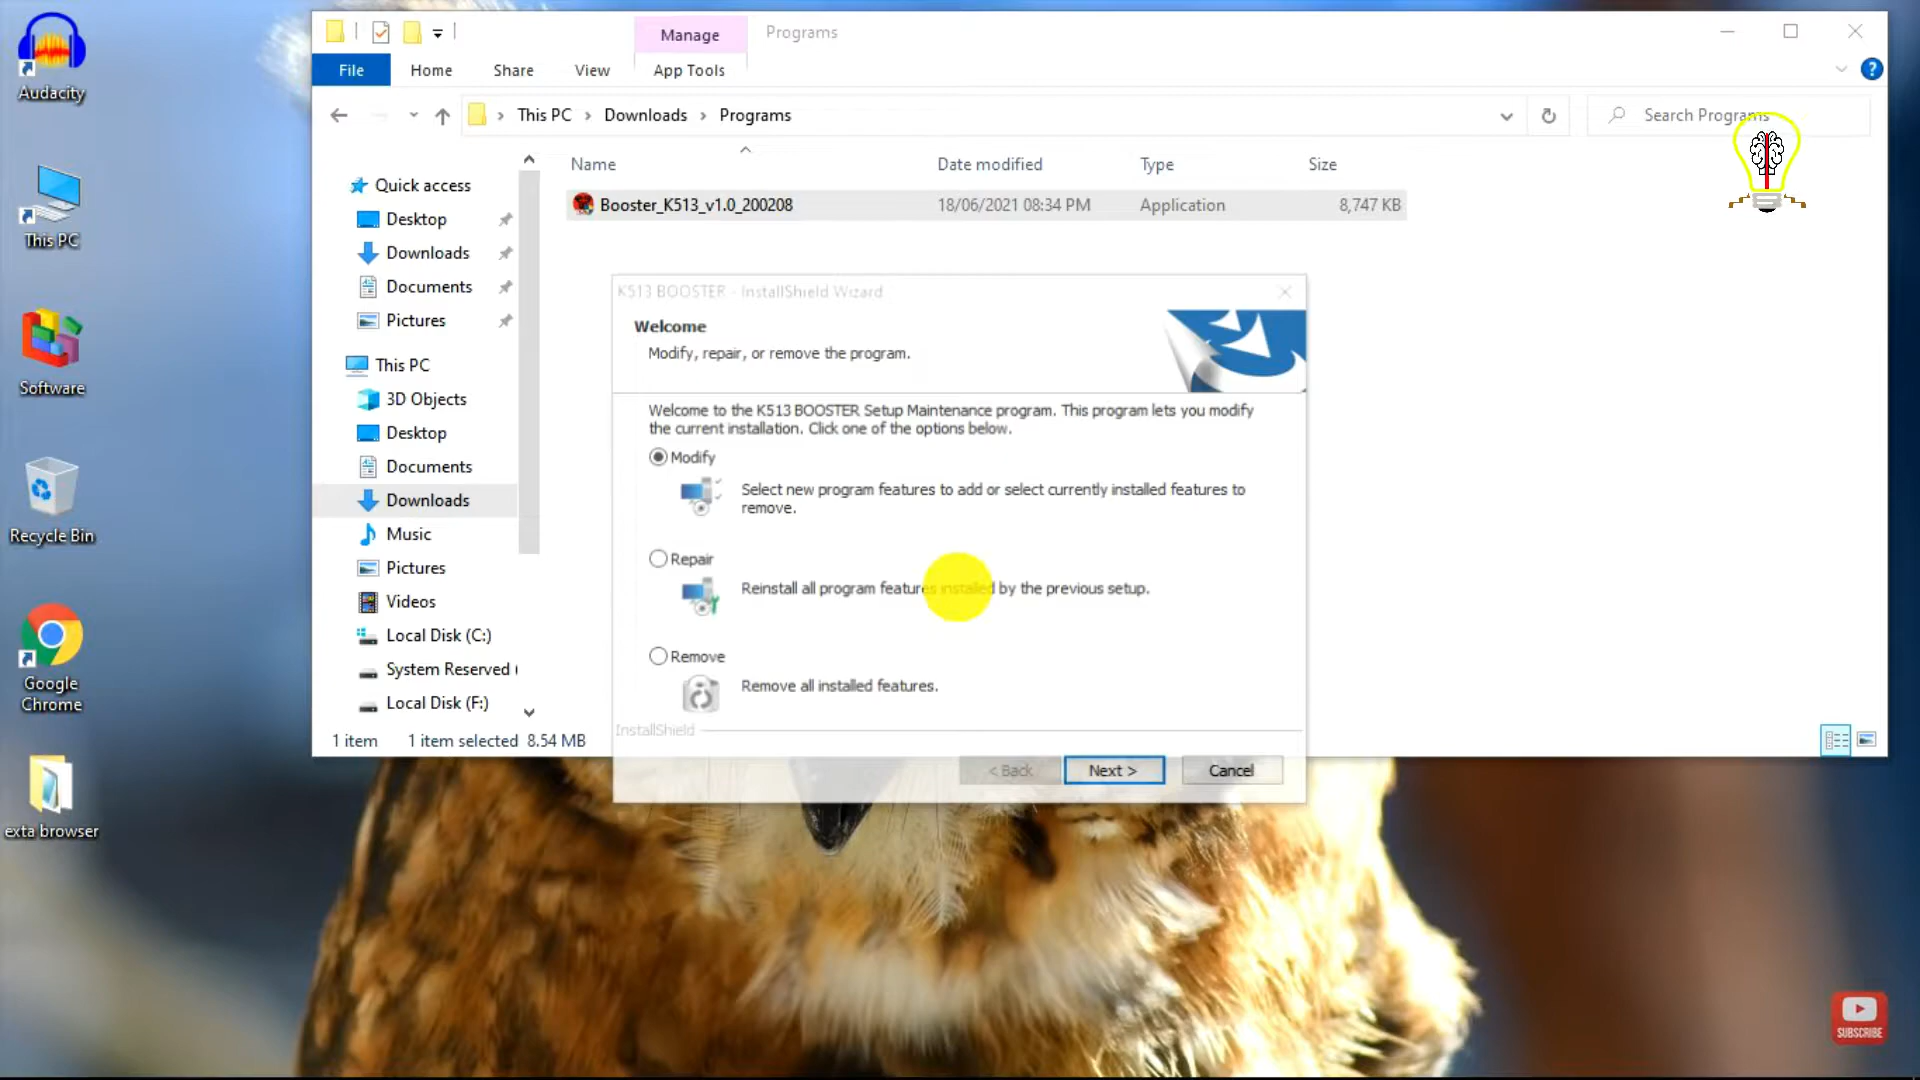 Audacity
This PC
Software
Recycle Bin
Google
Chrome
exta browser
Manage
Programs
File
Home
Share
View
App Tools
This PC
Downloads
Programs
Search Programs
Quick access
Desktop
Downloads
Documents
Pictures
This PC
3D Objects
Desktop
Documents
Downloads
Music
Pictures
Videos
Local Disk (C:)
System Reserved (
Local Disk (F:)
Name
Date modified
Type
Size
Booster_K513_v1.0_200208
18/06/2021 08:34 PM
Application
8,747 KB
K513 BOOSTER - InstallShield Wizard
Welcome
Modify, repair, or remove the program.
Welcome to the K513 BOOSTER Setup Maintenance program. This program lets you modify
the current installation. Click one of the options below.
Modify
Select new program features to add or select currently installed features to
remove.
Repair
Reinstall all program features installed by the previous setup.
Remove
Remove all installed features.
InstallShield
< Back
Next >
Cancel
1 item
1 item selected
8.54 MB
SUBSCRIBE